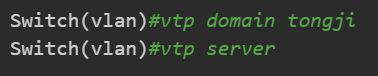 Switch(vlan)#vtp domain tongji
Switch(vlan)#vtp server